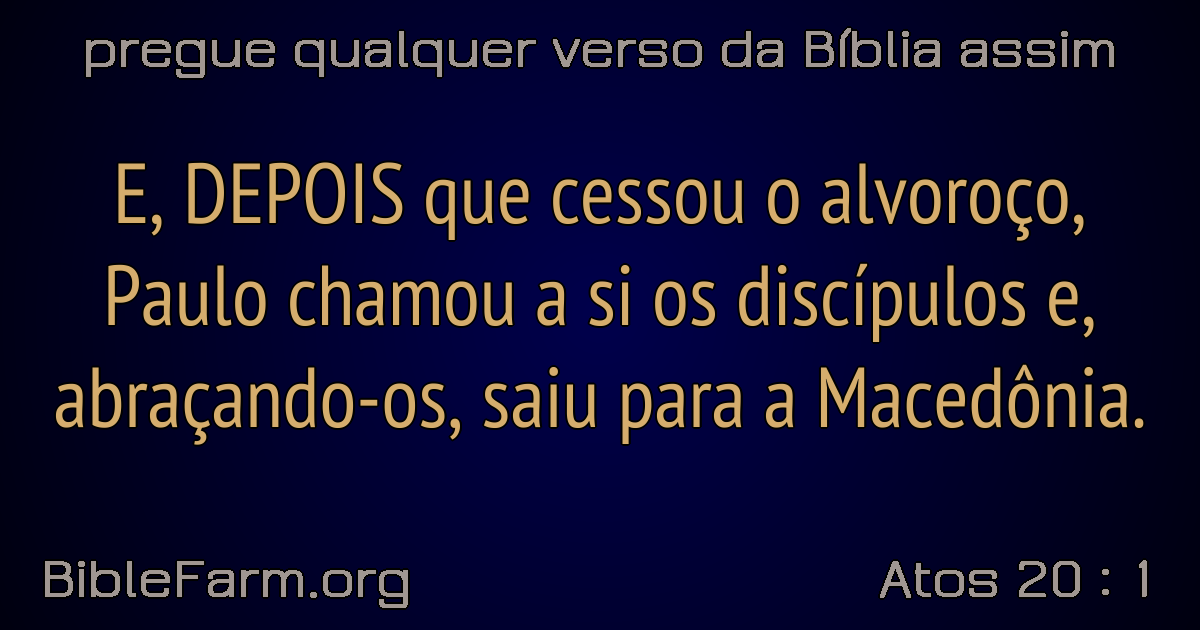 pregue qualquer verso da Bíblia assim
E, DEPOIS que cessou o alvoroço,
Paulo chamou a si os discípulos e,
abraçando-os, saiu para a Macedônia.
BibleFarm.org
Atos 20 : 1